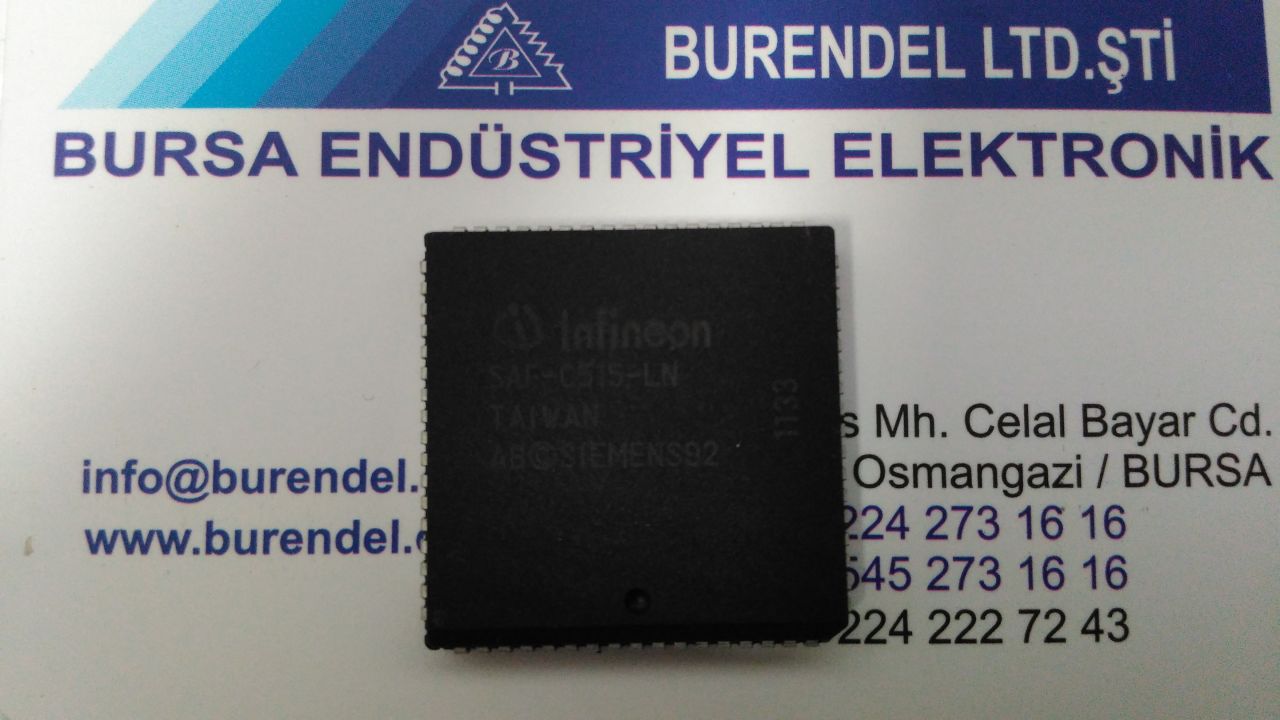 B
BURENDEL LTD.ŞTİ
BURSA ENDÜSTRİYEL ELEKTRONİK
Infineon
SAF-C515-LN
TAIWAN
AB©SIEMENS92
1133
s Mh. Celal Bayar Cd.
Osmangazi / BURSA
info@burendel.
www.burendel.
224 273 16 16
545 273 16 16
224 222 72 43